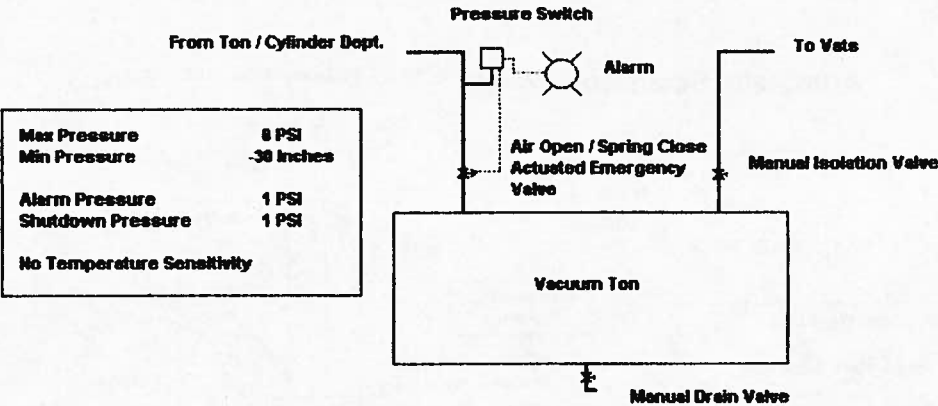 Pressure Switch
From Ton / Cylinder Dept.
To Vats
Alarm
Max Pressure 8 PSI
Min Pressure -30 Inches
Alarm Pressure 1 PSI
Shutdown Pressure 1 PSI
No Temperature Sensitivity
Air Open / Spring Close
Actuated Emergency
Valve
Manual Isolation Valve
Vacuum Ton
Manual Drain Valve